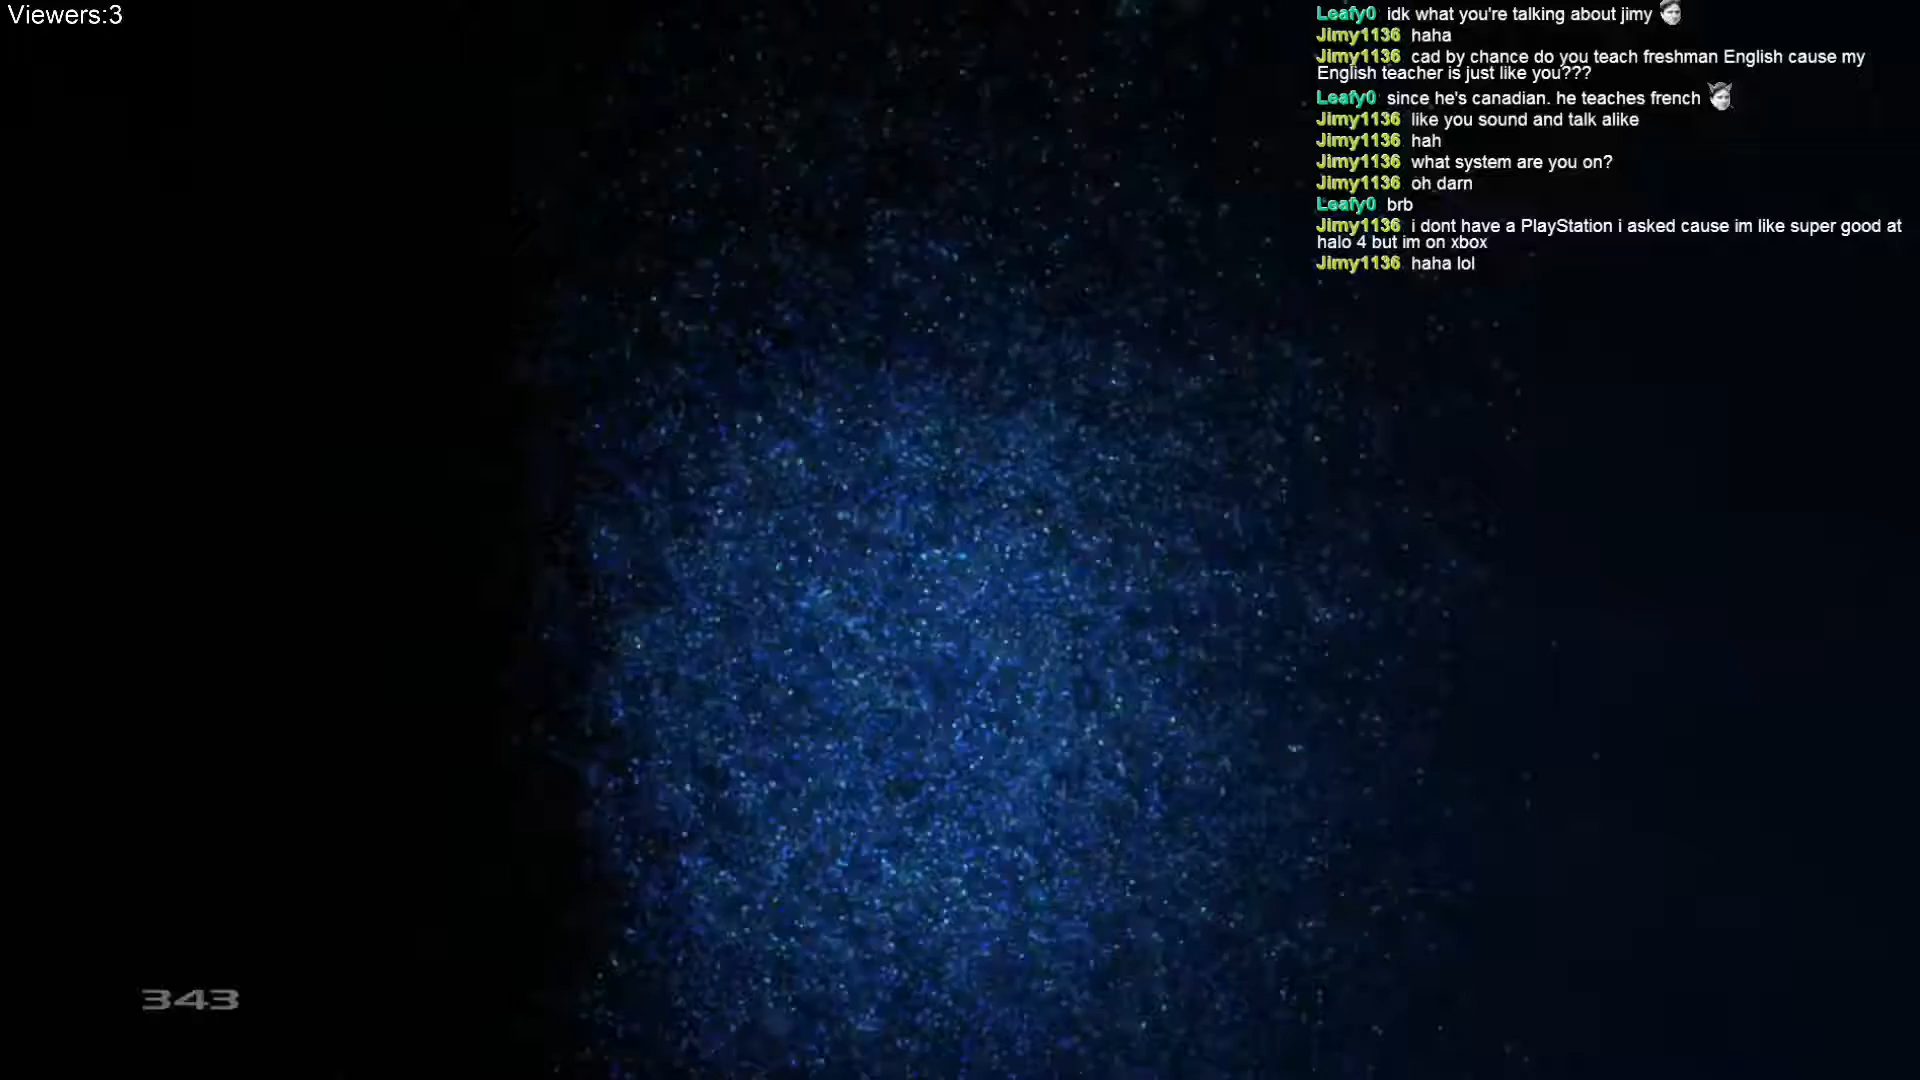 Viewers:3
Leafy0 idk what you're talking about jimy
Jimy1136 haha
Jimy1136 cad by chance do you teach freshman English cause my
English teacher is just like you???
Leafy0 since he's canadian. he teaches french
Jimy1136 like you sound and talk alike
Jimy1136 hah
Jimy1136 what system are you on?
Jimy1136 oh darn
Leafy0 brb
Jimy1136 i dont have a PlayStation i asked cause im like super good at
halo 4 but im on xbox
Jimy1136 haha lol
343